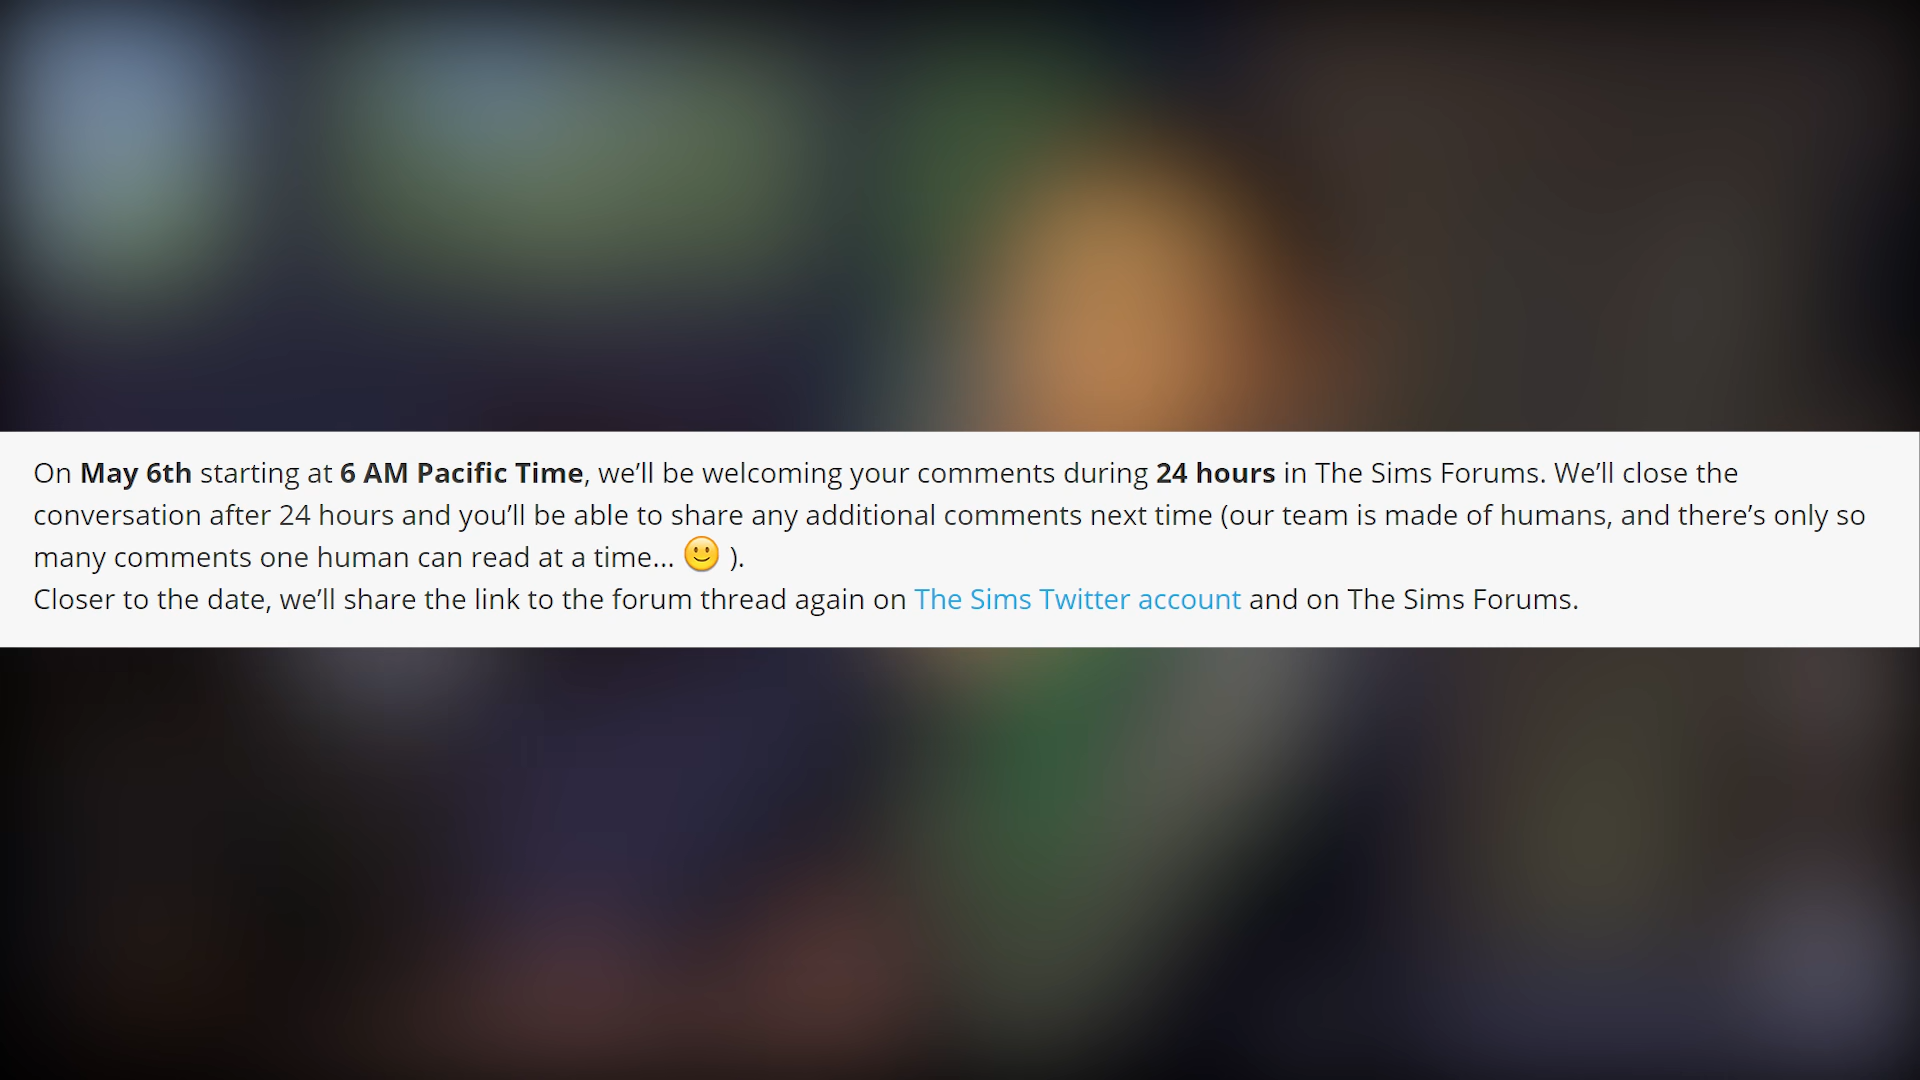 On May 6th starting at 6 AM Pacific Time, we’ll be welcoming your comments during 24 hours in The Sims Forums. We’ll close the
conversation after 24 hours and you’ll be able to share any additional comments next time (our team is made of humans, and there’s only so
many comments one human can read at a time... 🙂 ).
Closer to the date, we’ll share the link to the forum thread again on The Sims Twitter account and on The Sims Forums.